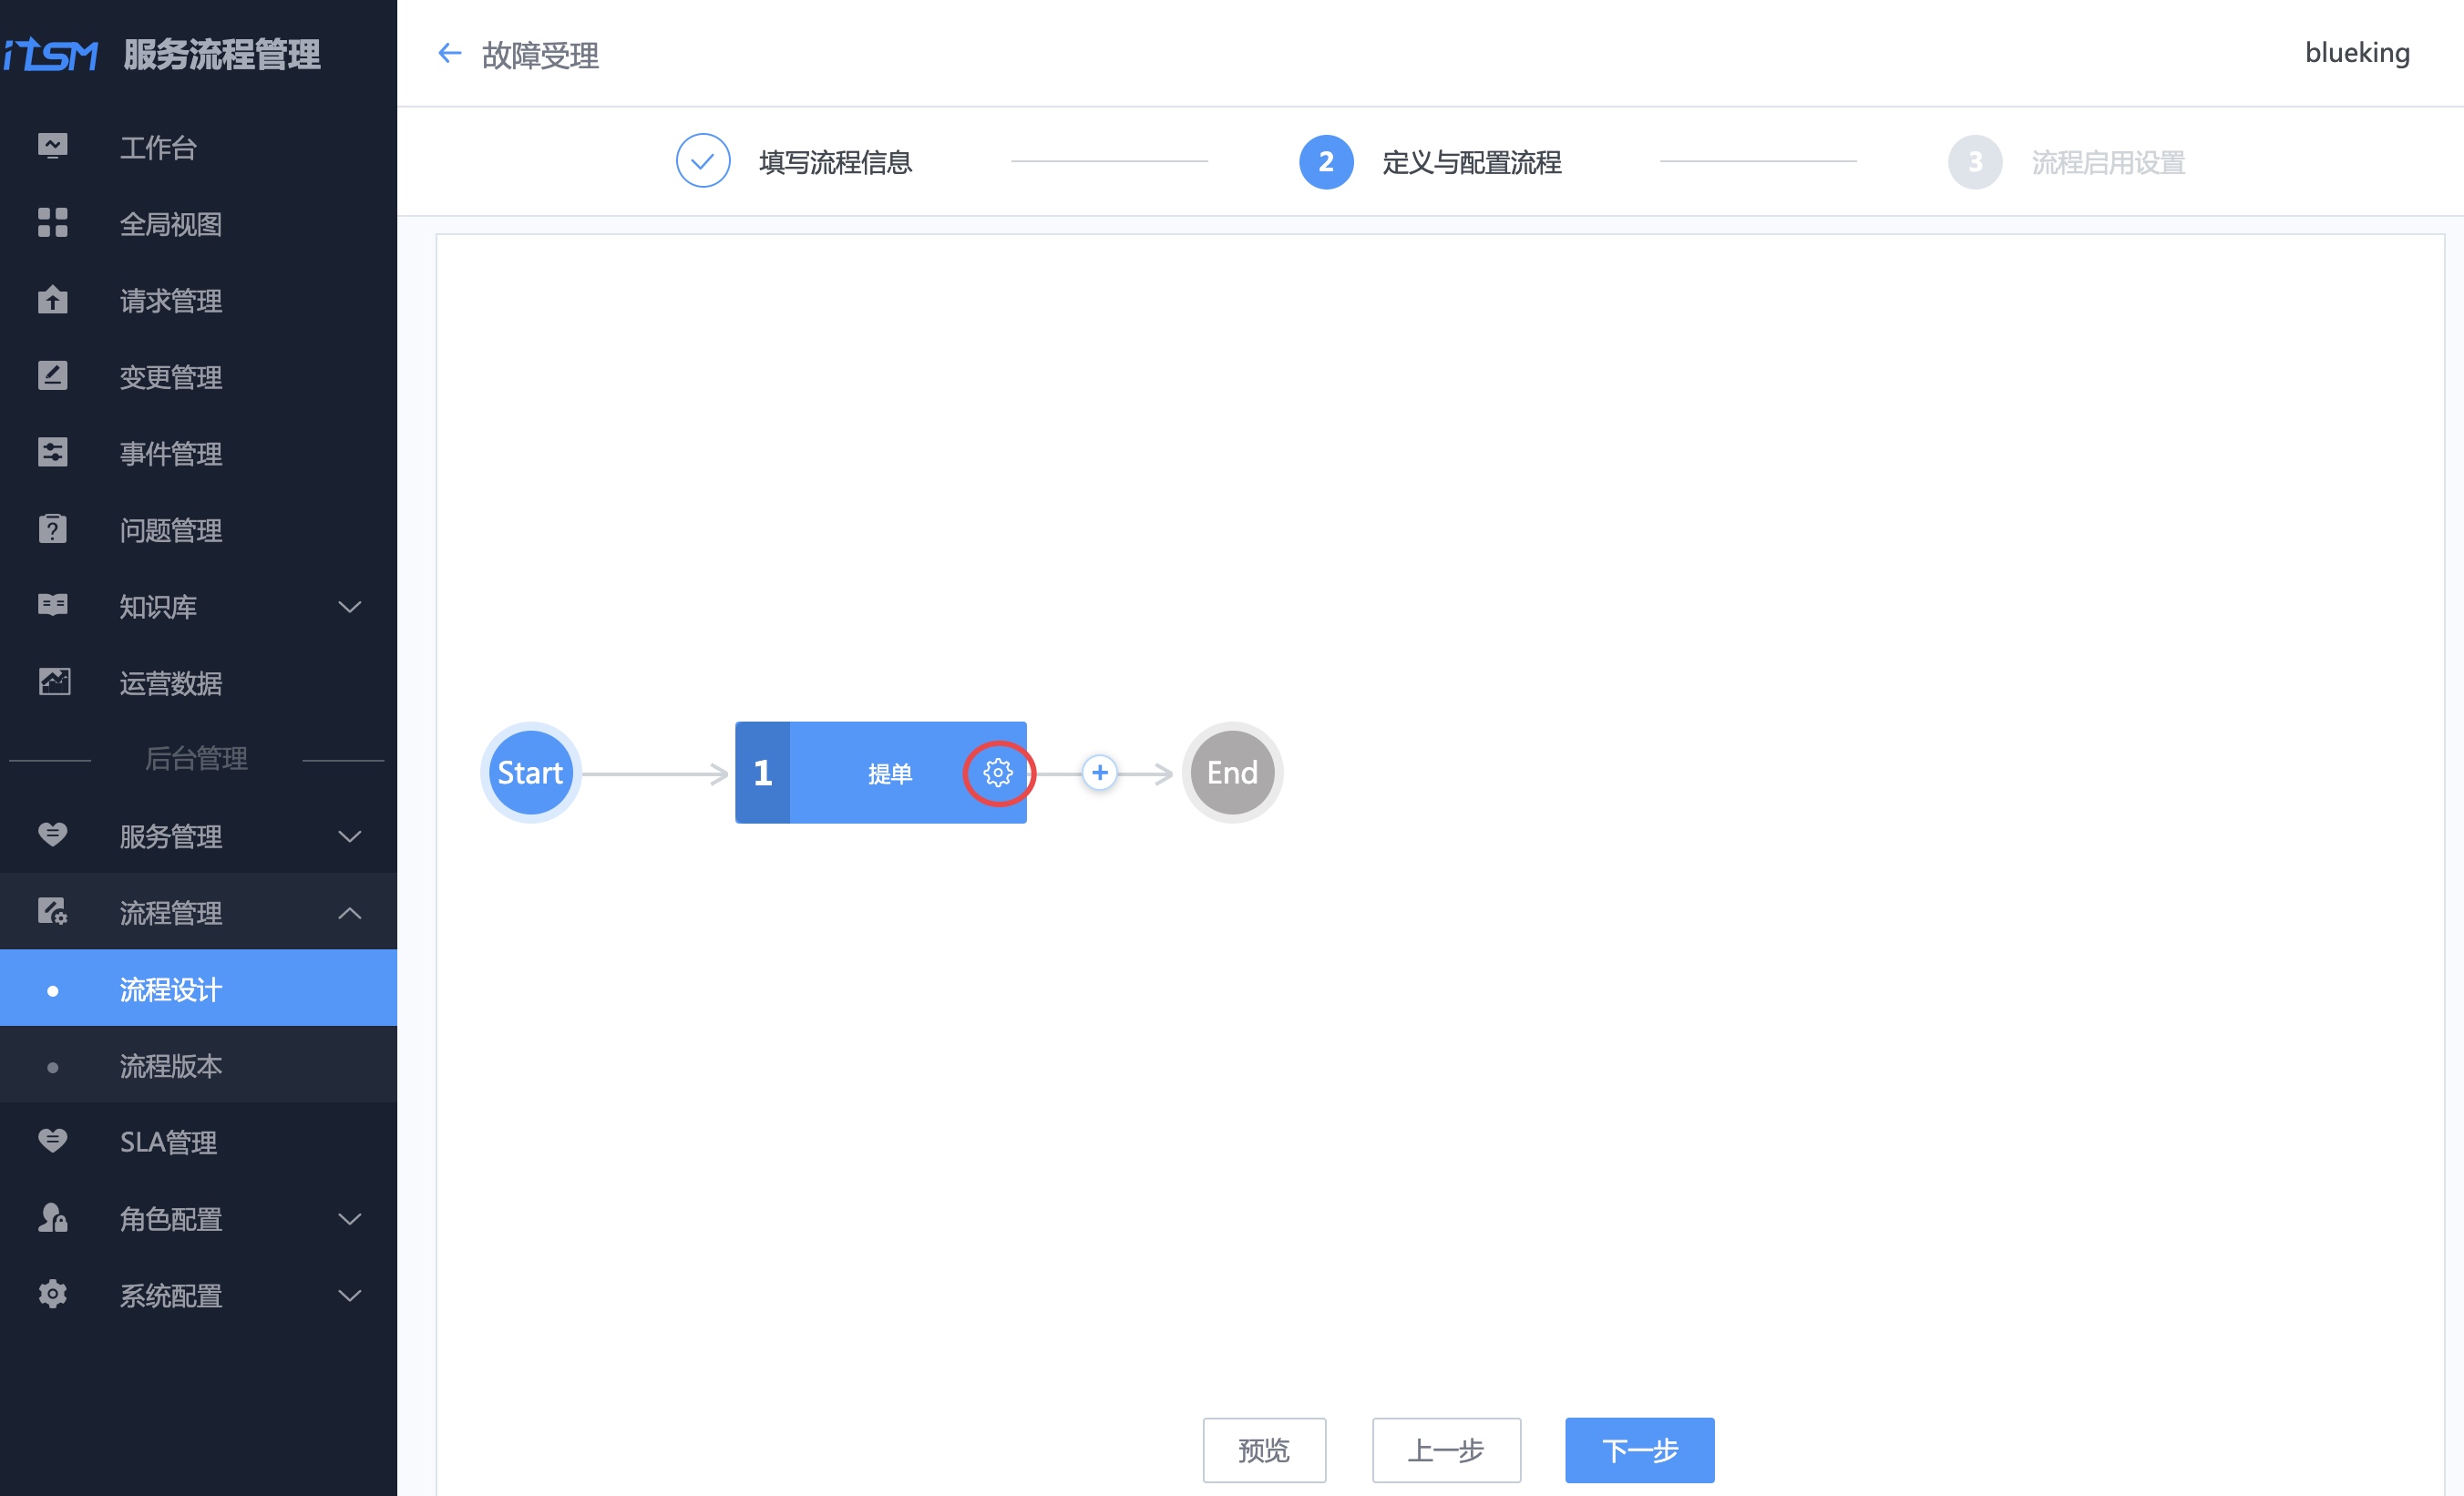 iTSM 服务流程管理
工作台
全局视图
请求管理
变更管理
事件管理
问题管理
知识库
运营数据
后台管理
服务管理
流程管理
流程设计
流程版本
SLA管理
角色配置
系统配置
故障受理
blueking
填写流程信息
2 定义与配置流程
3 流程启用设置
Start
1 提单
End
预览
上一步
下一步